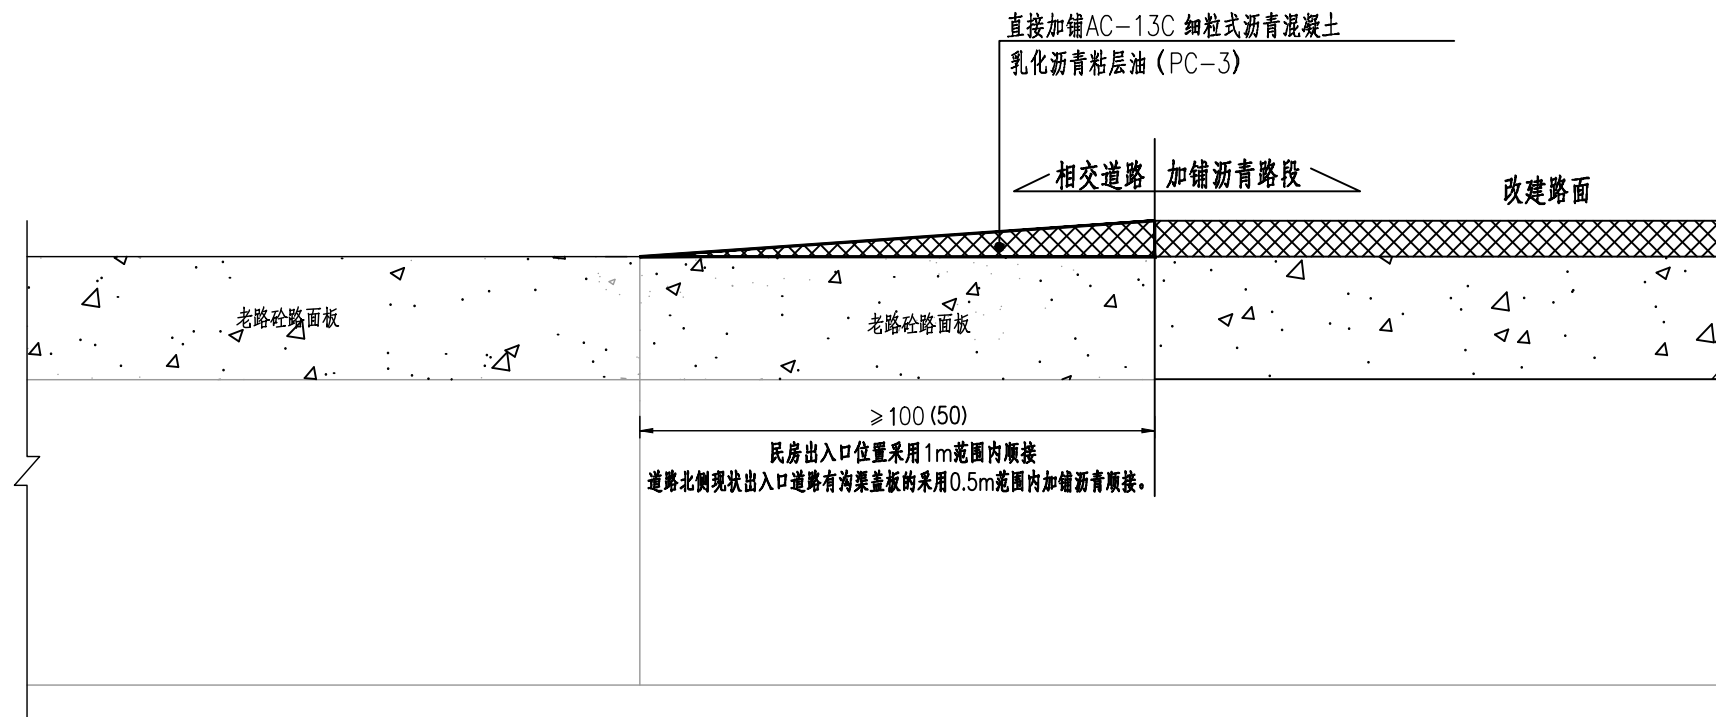 直接加铺AC-13C 细粒式沥青混凝土
乳化沥青粘层油（PC-3）
相交道路 加铺沥青路段
改建路面
老路砼路面板
老路砼路面板
≥100(50)
民房出入口位置采用1m范围内顺接
道路北侧现状出入口道路有沟渠盖板的采用0.5m范围内加铺沥青顺接。